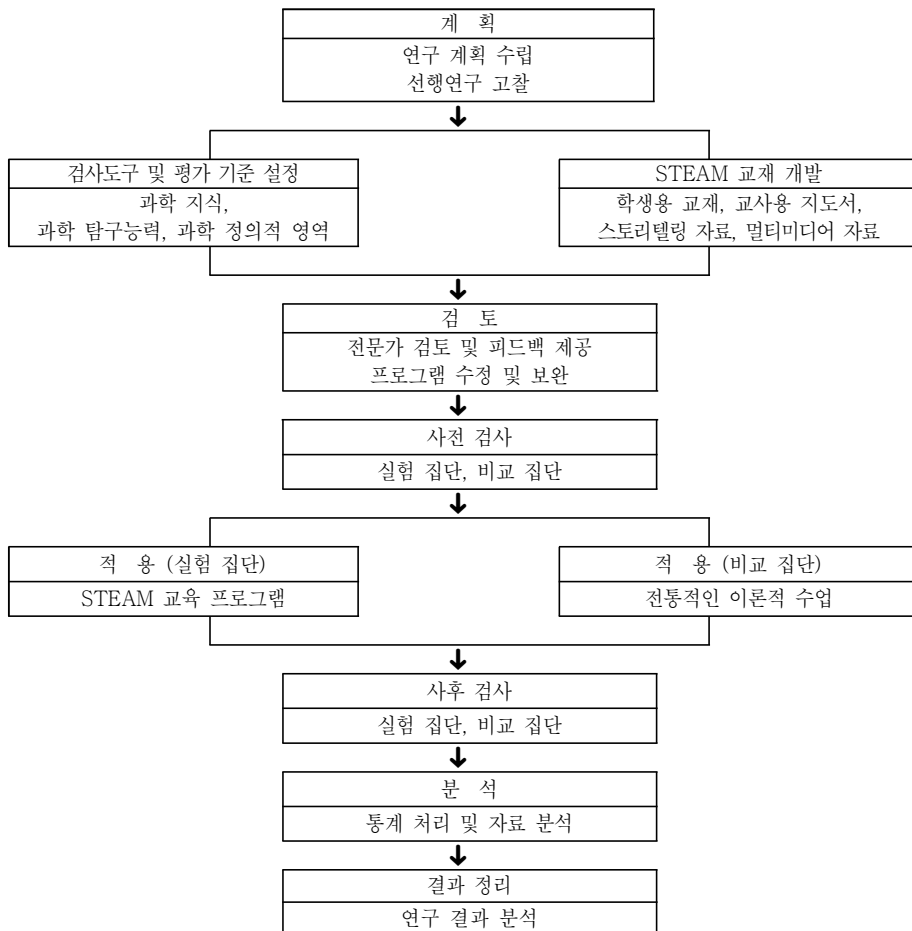 계 획
연구 계획 수립
선행연구 고찰
검사도구 및 평가 기준 설정
과학 지식,
과학 탐구능력, 과학 정의적 영역
STEAM 교재 개발
학생용 교재, 교사용 지도서,
스토리텔링 자료, 멀티미디어 자료
검 토
전문가 검토 및 피드백 제공
프로그램 수정 및 보완
사전 검사
실험 집단, 비교 집단
적 용 (실험 집단)
STEAM 교육 프로그램
적 용 (비교 집단)
전통적인 이론적 수업
사후 검사
실험 집단, 비교 집단
분 석
통계 처리 및 자료 분석
결과 정리
연구 결과 분석